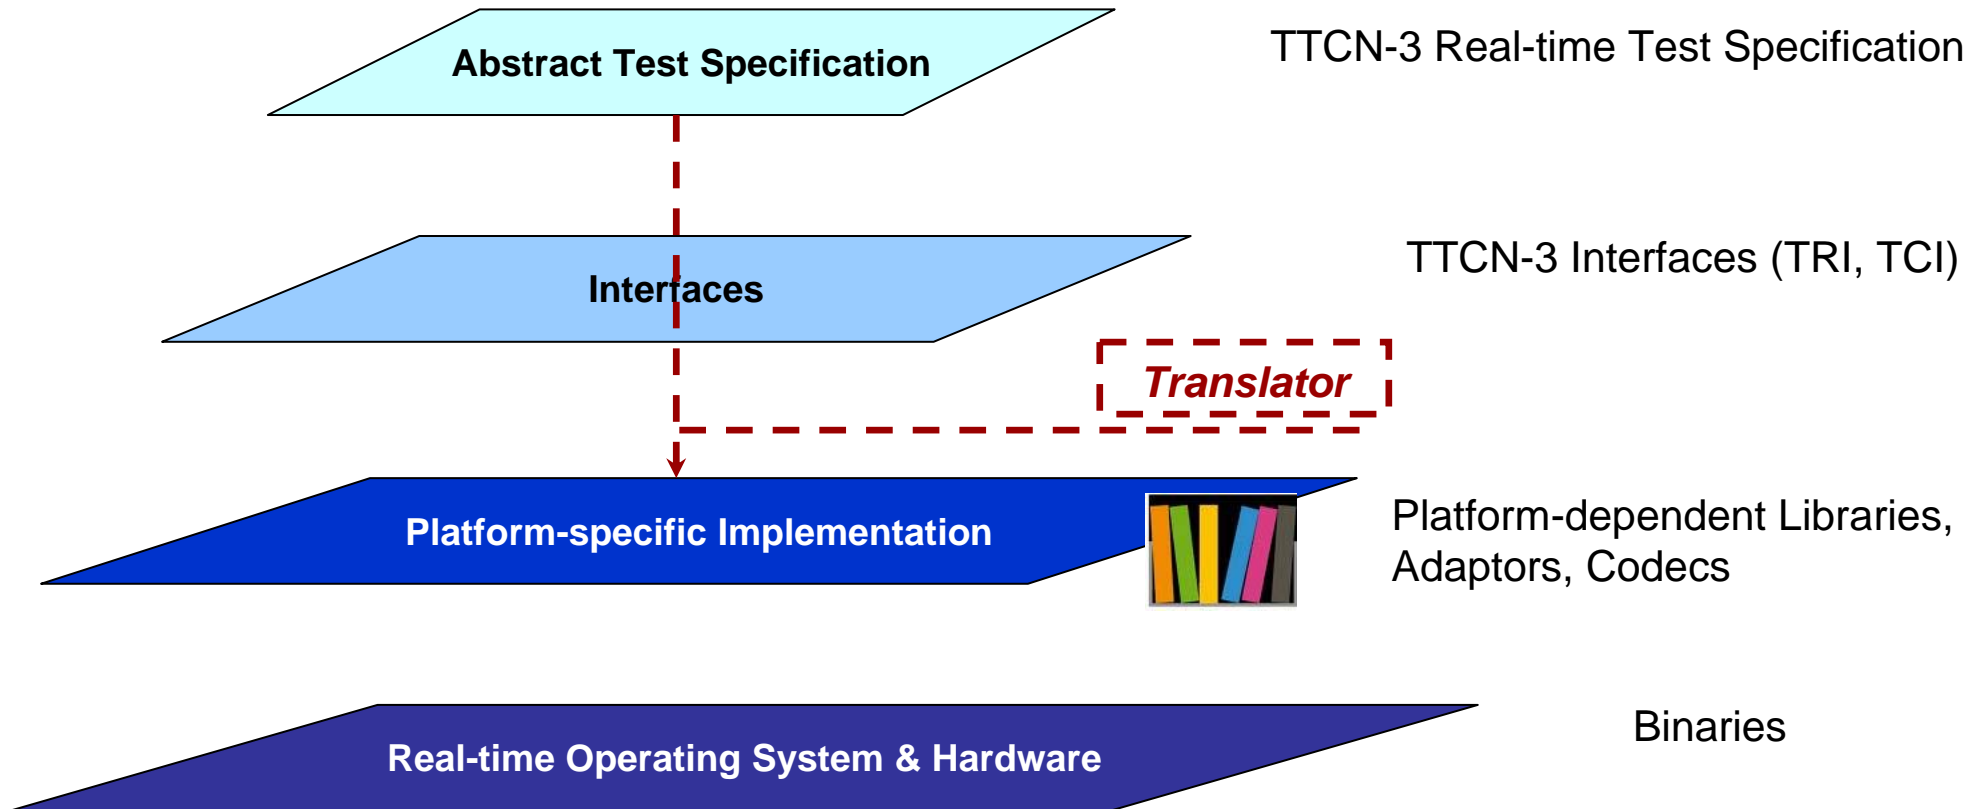 Abstract Test Specification
TTCN-3 Real-time Test Specification
Interfaces
TTCN-3 Interfaces (TRI, TCI)
Translator
Platform-specific Implementation
Platform-dependent Libraries,
Adaptors, Codecs
Real-time Operating System & Hardware
Binaries